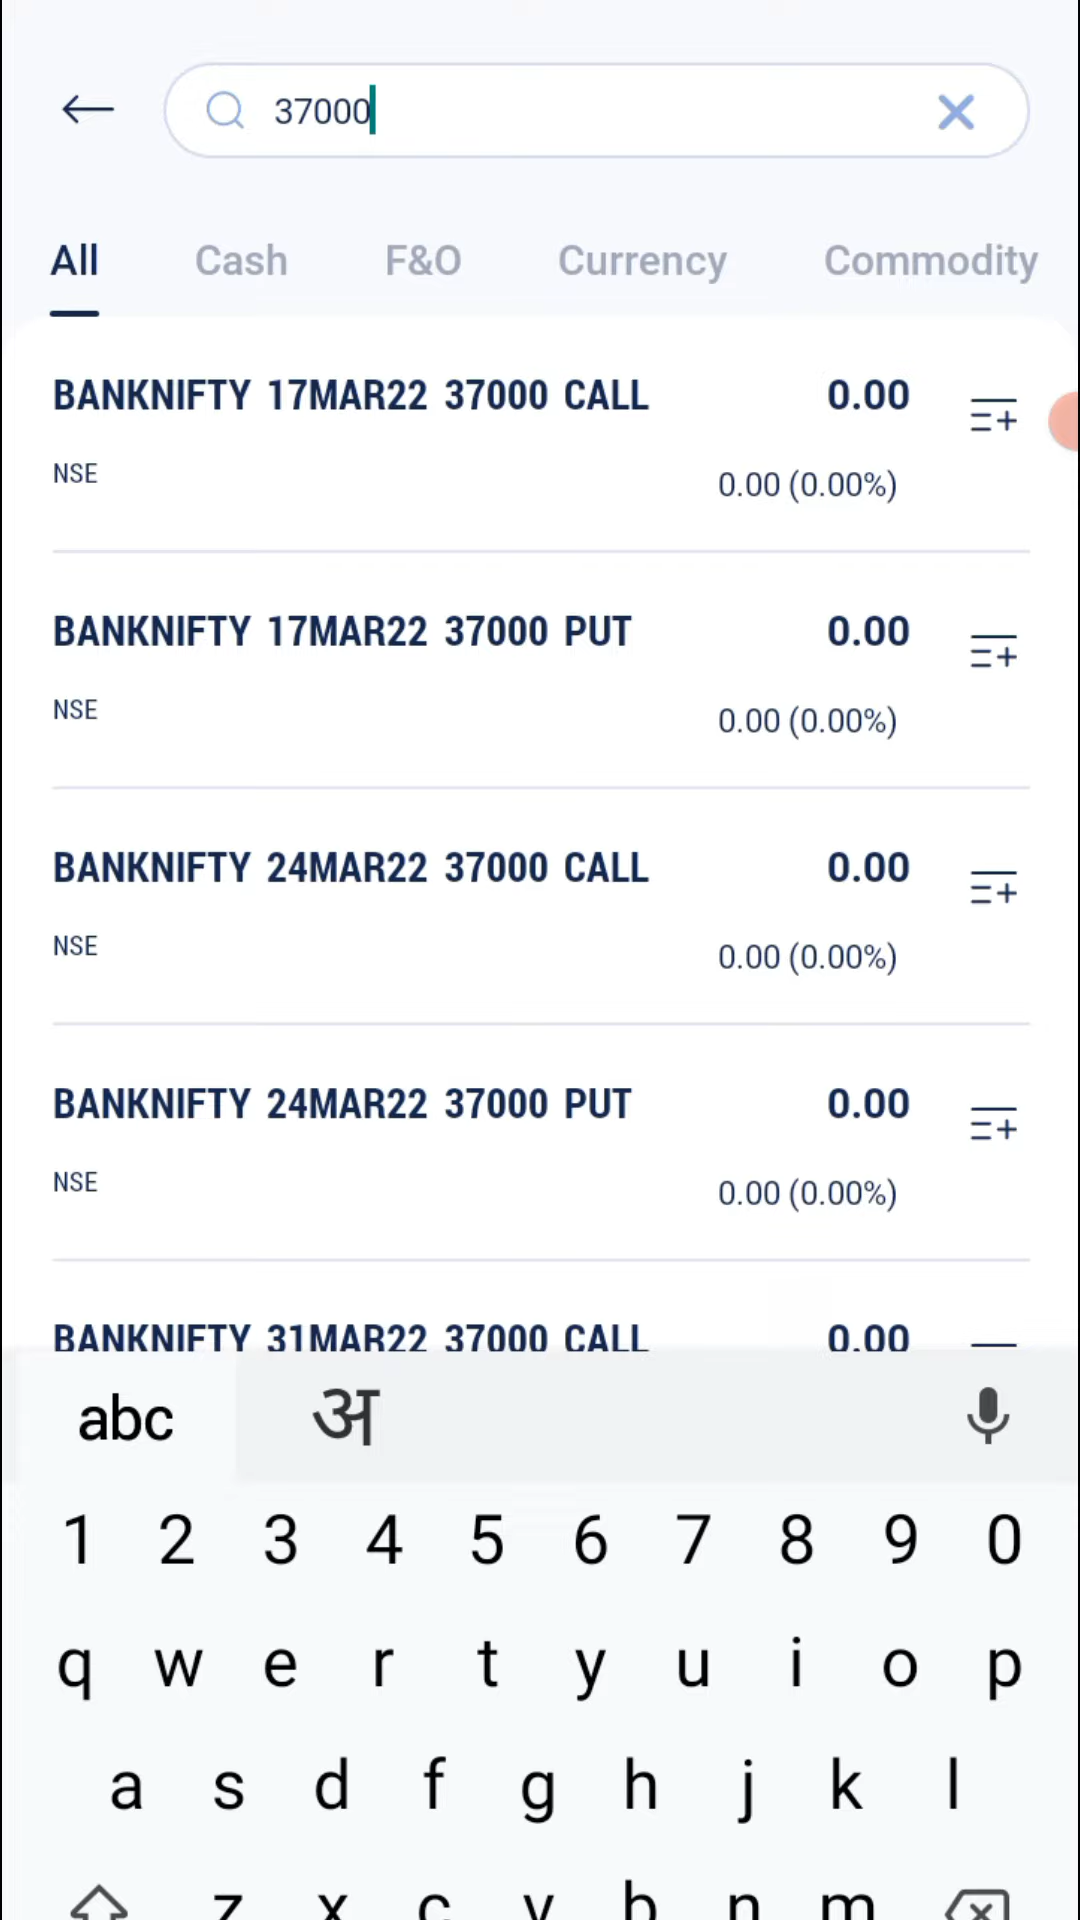 37000
All Cash F&O Currency Commodity
BANKNIFTY 17MAR22 37000 CALL 0.00
NSE 0.00 (0.00%)
BANKNIFTY 17MAR22 37000 PUT 0.00
NSE 0.00 (0.00%)
BANKNIFTY 24MAR22 37000 CALL 0.00
NSE 0.00 (0.00%)
BANKNIFTY 24MAR22 37000 PUT 0.00
NSE 0.00 (0.00%)
BANKNIFTY 31MAR22 37000 CALL 0.00
abc अ
1 2 3 4 5 6 7 8 9 0
q w e r t y u i o p
a s d f g h j k l
z x c v b n m